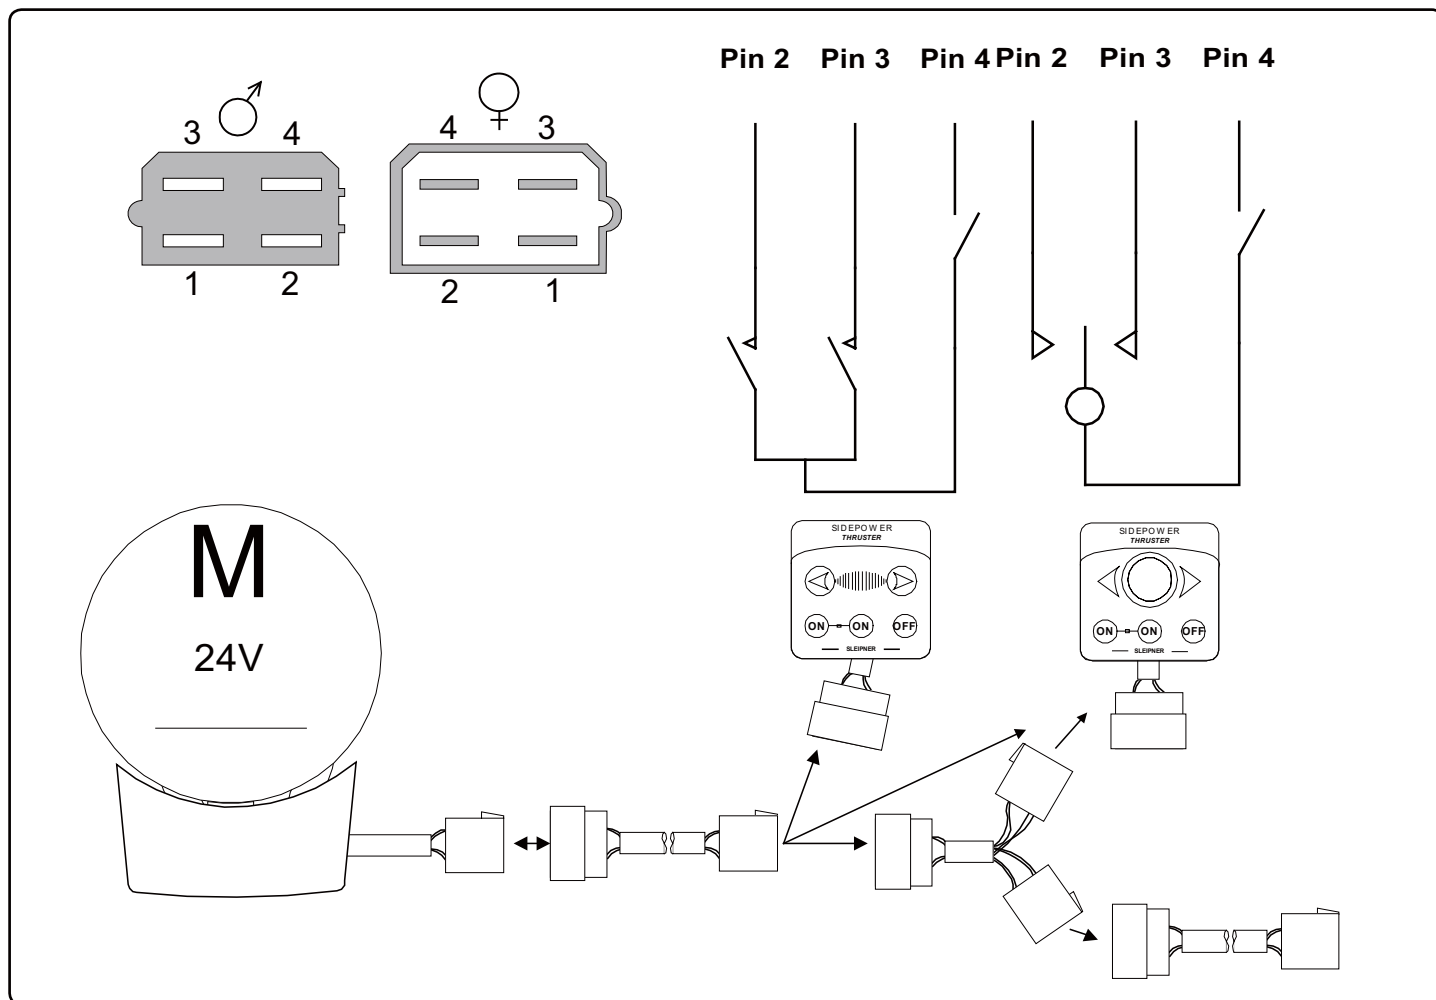 Pin 2 Pin 3 Pin 4 Pin 2 Pin 3 Pin 4
3 4
4 3
1 2
2 1
M
24V
SIDEPOWER
THRUSTER
ON ON OFF
SLEIPNER
SIDEPOWER
THRUSTER
ON ON OFF
SLEIPNER